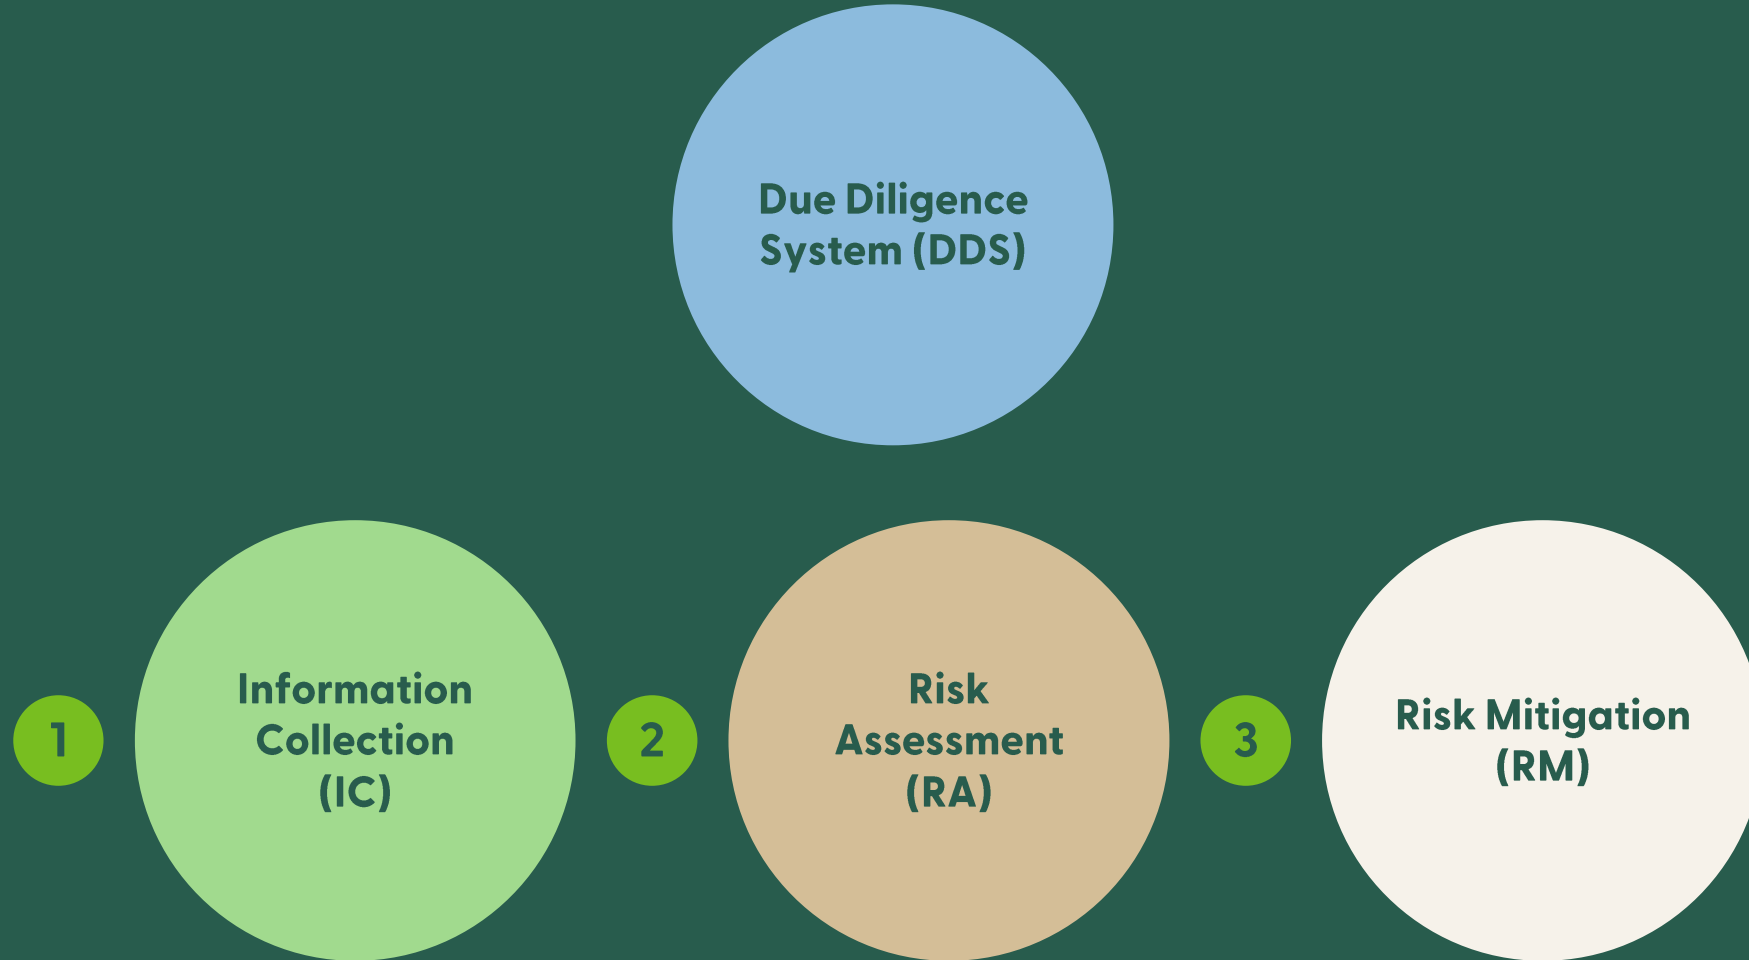 Due Diligence
System (DDS)
1
Information
Collection
(IC)
2
Risk
Assessment
(RA)
3
Risk Mitigation
(RM)